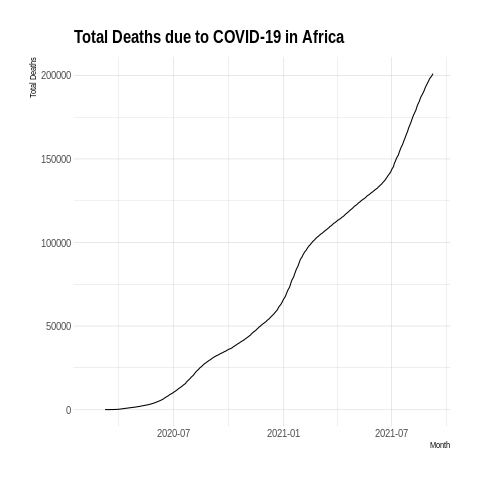 Total Deaths due to COVID-19 in Africa
Total Deaths
200000
150000
100000
50000
0
2020-07 2021-01 2021-07
Month